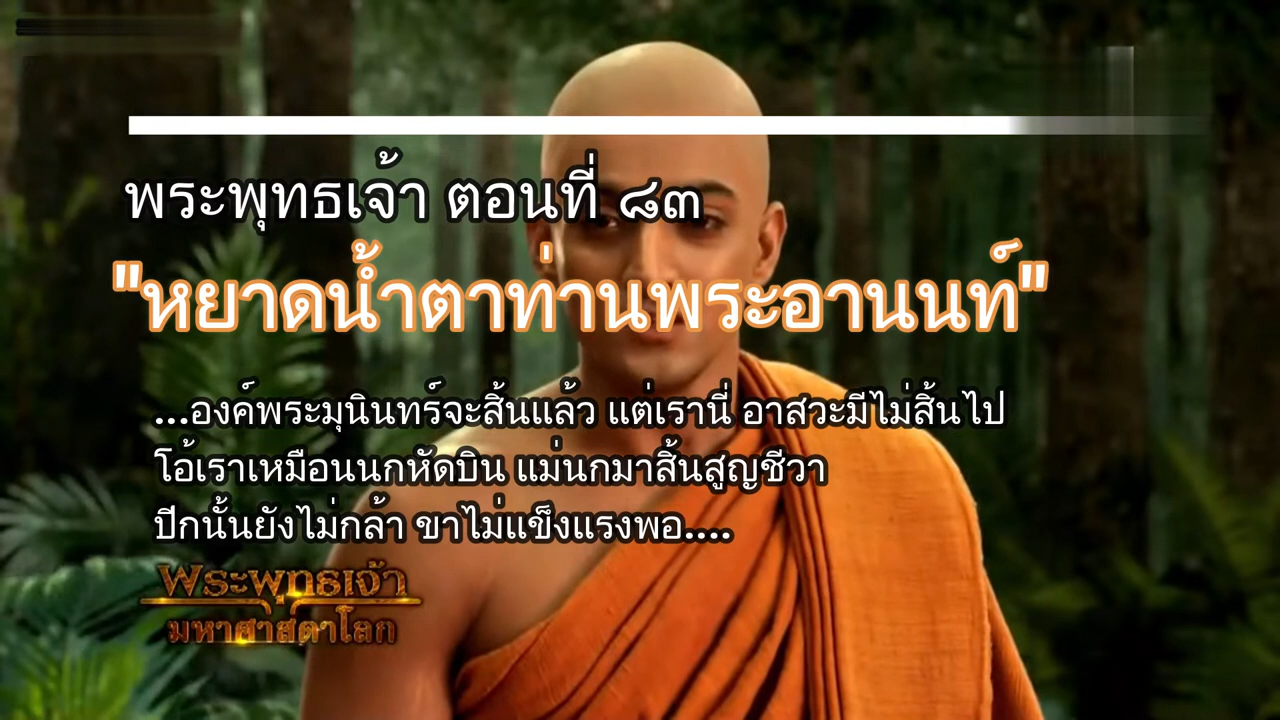 พระพุทธเจ้า ตอนที่ ๘๓
"หยาดน้ำตาท่านพระอานนท์"
...องค์พระมุนินทร์จะสิ้นแล้ว แต่เรานี่ อาสวะมีไม่สิ้นไป
โอ้เราเหมือนนกหัดบิน แม่นกมาสิ้นสูญชีวา
ปีกนั้นยังไม่กล้า ขาไม่แข็งแรงพอ....
พระพุทธเจ้า
มหาศาสดาโลก